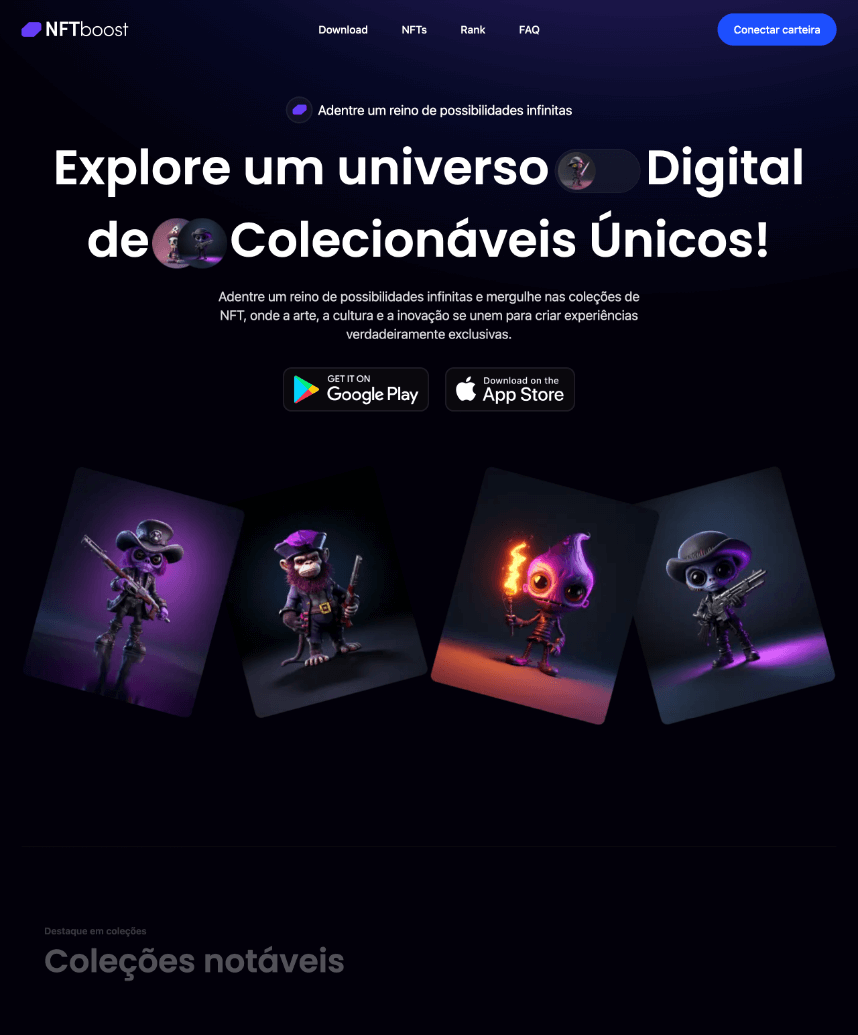 NFTboost
Download
NFTs
Rank
FAQ
Conectar carteira
Adentre um reino de possibilidades infinitas
Explore um universo Digital
de Colecionáveis Únicos!
Adentre um reino de possibilidades infinitas e mergulhe nas coleções de
NFT, onde a arte, a cultura e a inovação se unem para criar experiências
verdadeiramente exclusivas.
GET IT ON
Google Play
Download on the
App Store
Destaque em coleções
Coleções notáveis